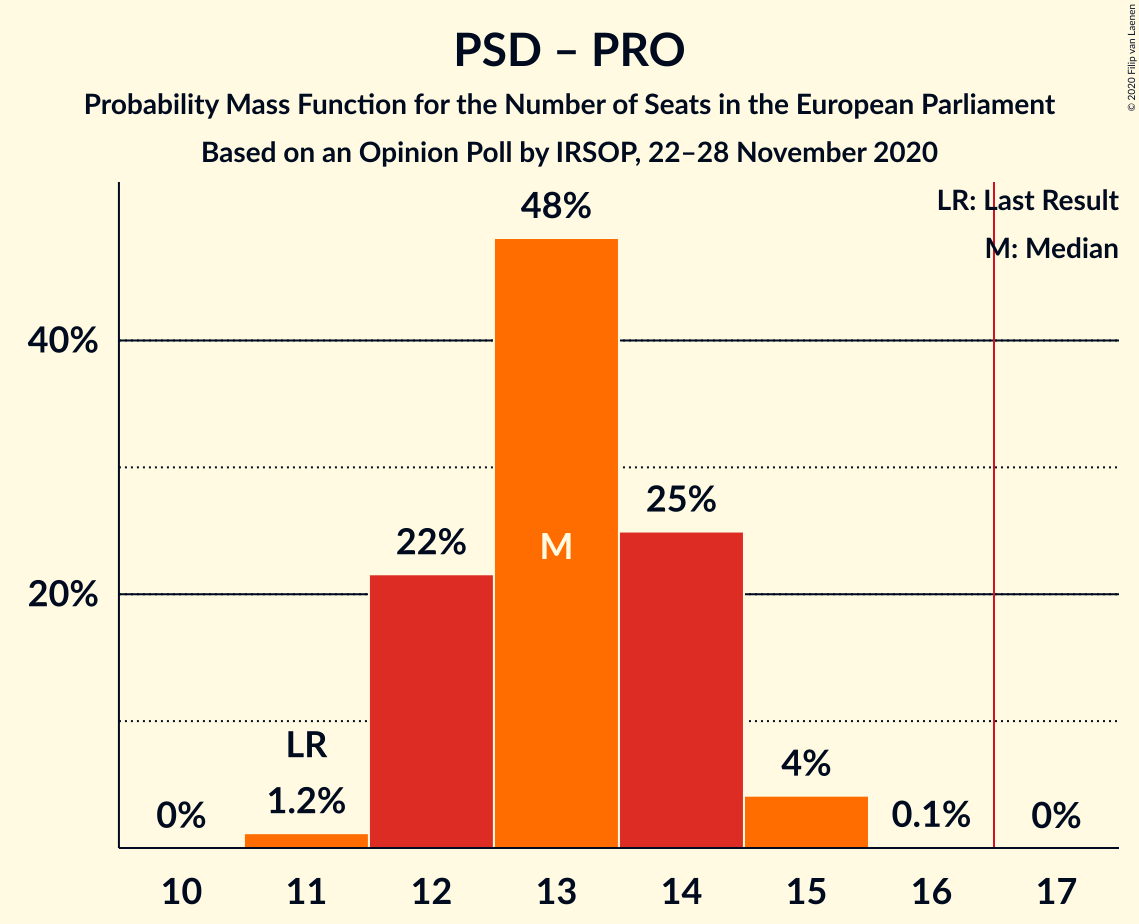 PSD – PRO
Probability Mass Function for the Number of Seats in the European Parliament
Based on an Opinion Poll by IRSOP, 22–28 November 2020
© 2020 Filip van Laenen
LR: Last Result
M: Median
48%
40%
25%
22%
M
20%
LR
4%
1.2%
0%
0.1%
0%
10 11 12 13 14 15 16 17